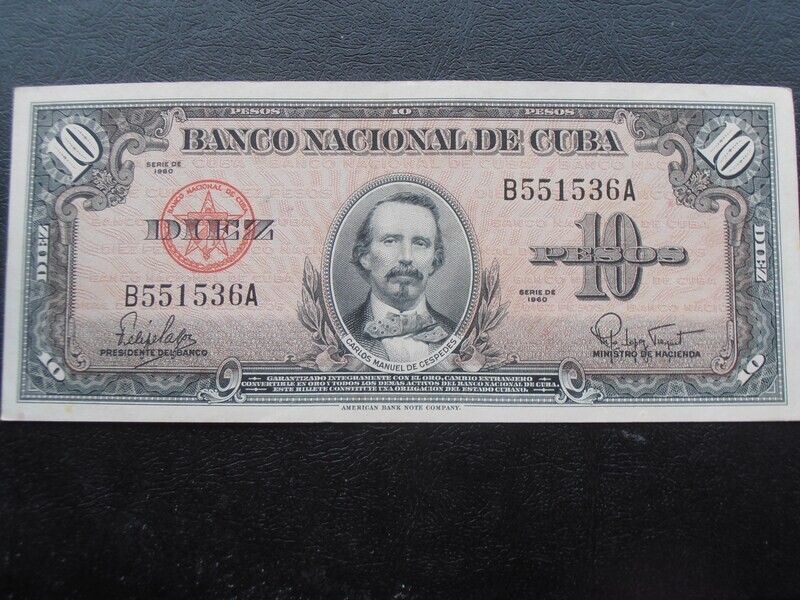 PESOS 10 PESOS
10 BANCO NACIONAL DE CUBA 10
SERIE DE
1960
B551536A
BANCO NACIONAL DE CUBA
DIEZ
10
PESOS
DIEZ
DIEZ
B551536A
SERIE DE
1960
CARLOS MANUEL DE CESPEDES
PRESIDENTE DEL BANCO
MINISTRO DE HACIENDA
10
10
GARANTIZADO INTEGRAMENTE CON EL ORO, CAMBIO EXTRANJERO
CONVERTIBLE EN ORO Y TODOS LOS DEMAS ACTIVOS DEL BANCO NACIONAL DE CUBA.
ESTE BILLETE CONSTITUYE UNA OBLIGACION DEL ESTADO CUBANO.
AMERICAN BANK NOTE COMPANY.